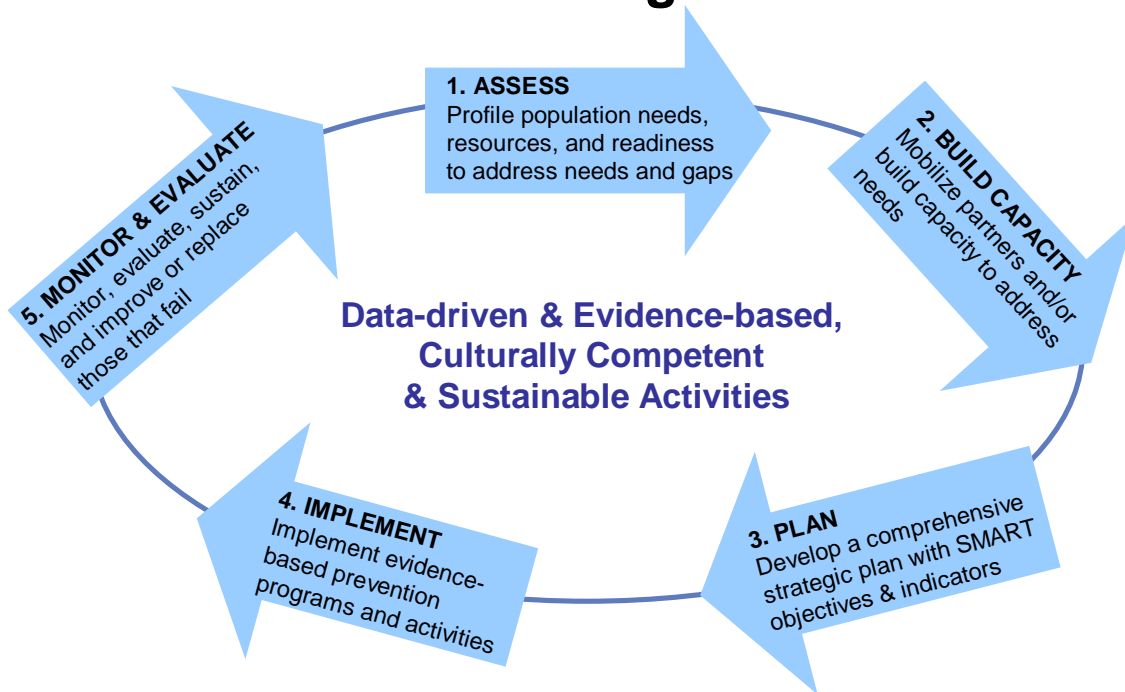 1. ASSESS
Profile population needs,
resources, and readiness
to address needs and gaps
2. BUILD CAPACITY
Mobilize partners and/or
build capacity to address
needs
3. PLAN
Develop a comprehensive
strategic plan with SMART
objectives & indicators
4. IMPLEMENT
Implement evidence-
based prevention
programs and activities
5. MONITOR & EVALUATE
Monitor, evaluate, sustain,
and improve or replace
those that fail
Data-driven & Evidence-based,
Culturally Competent
& Sustainable Activities